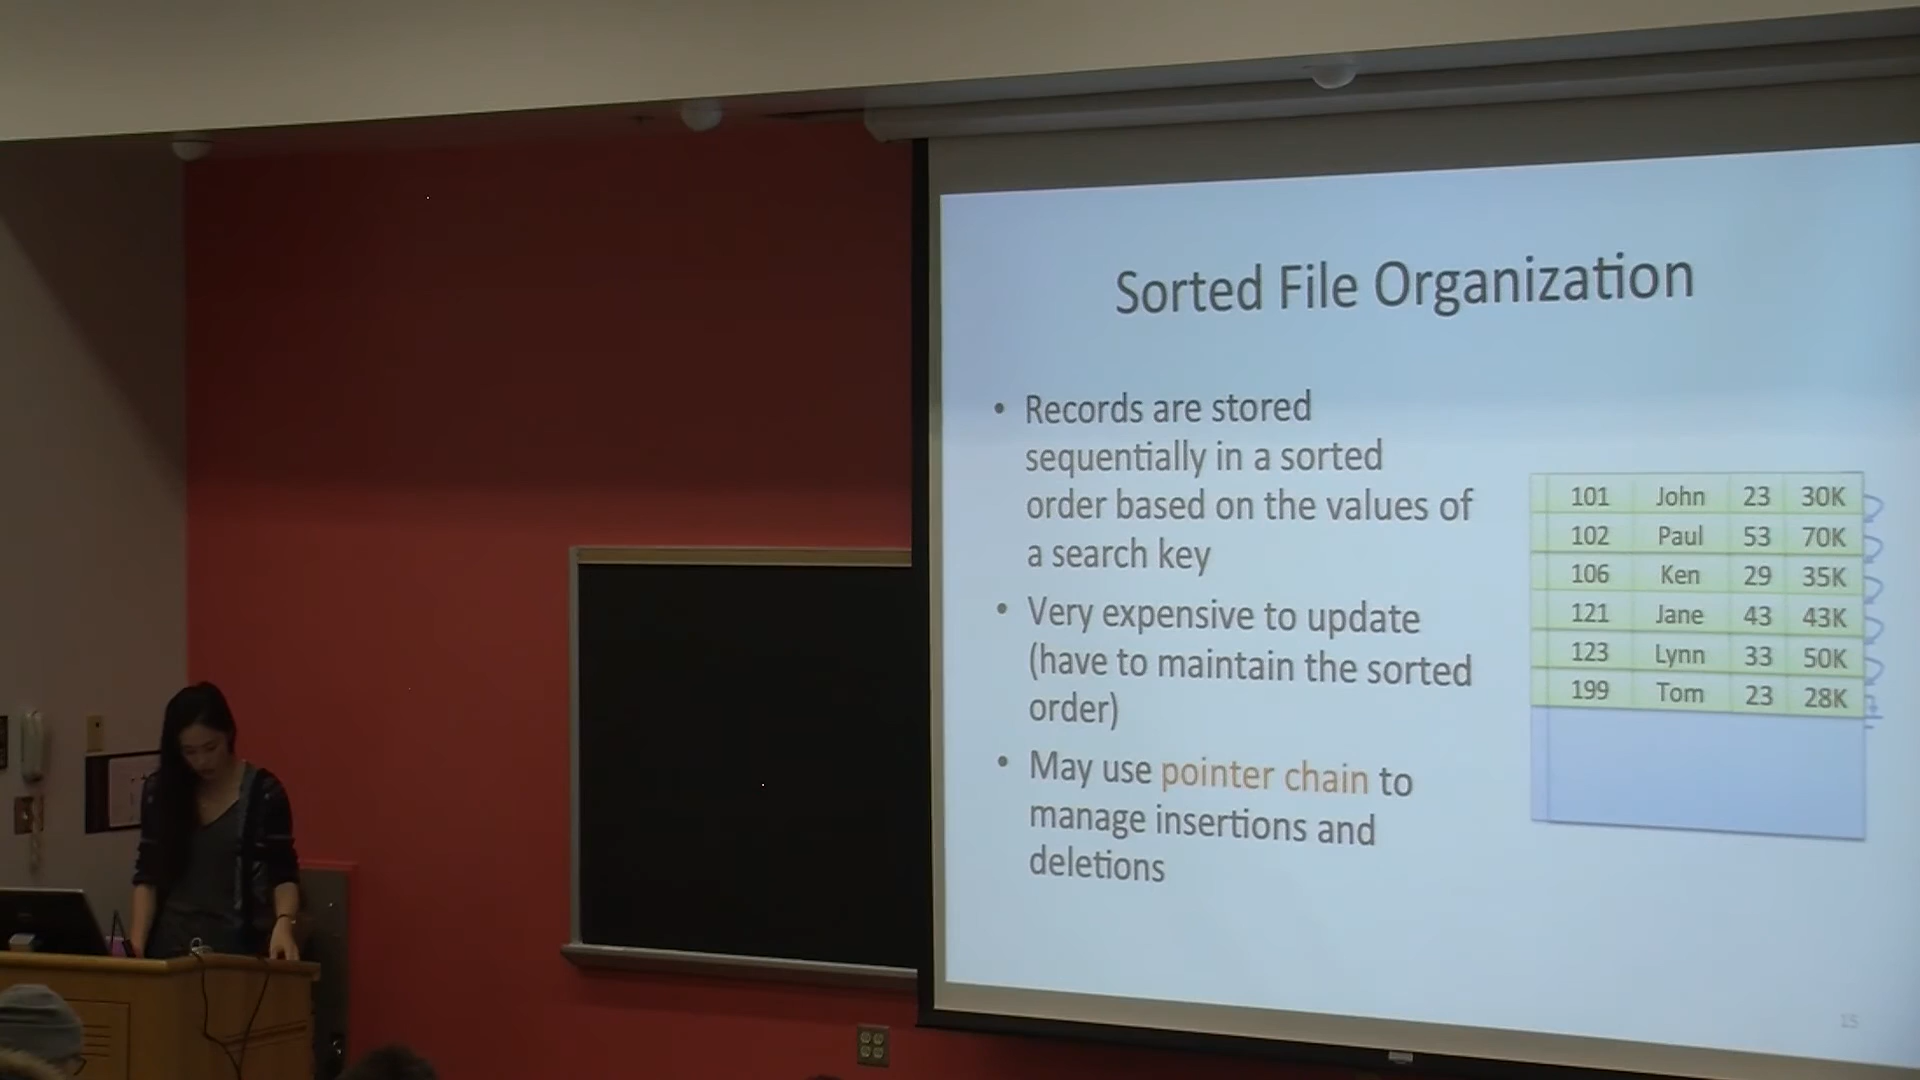 Sorted File Organization
• Records are stored
sequentially in a sorted
order based on the values of
a search key
• Very expensive to update
(have to maintain the sorted
order)
• May use pointer chain to
manage insertions and
deletions
101 John 23 30K
102 Paul 53 70K
106 Ken 29 35K
121 Jane 43 43K
123 Lynn 33 50K
199 Tom 23 28K
15